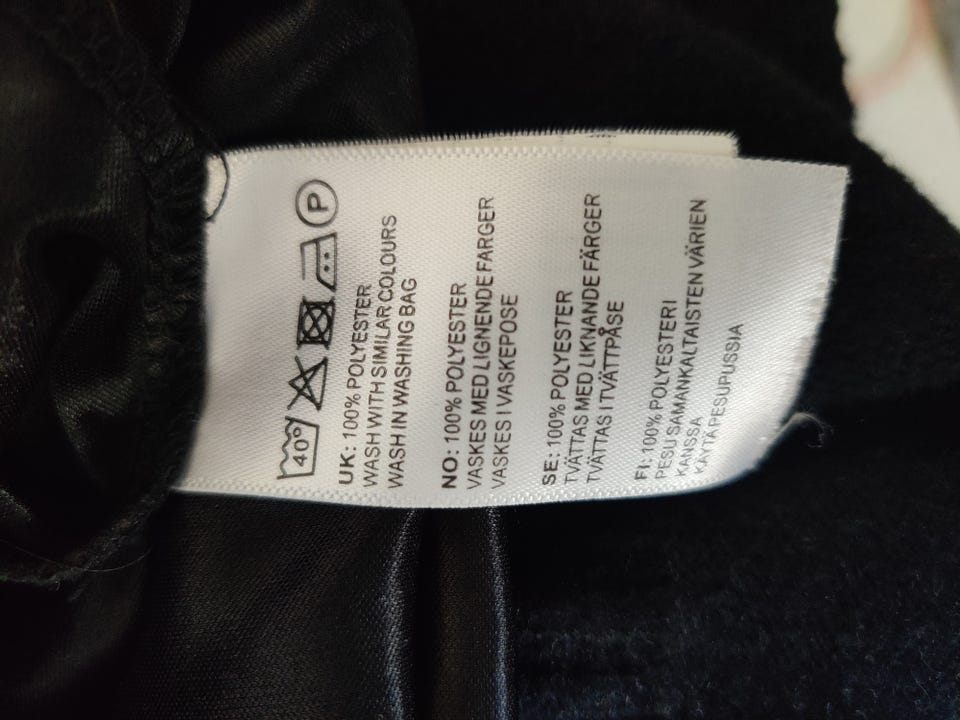 40°
P
UK: 100% POLYESTER
WASH WITH SIMILAR COLOURS
WASH IN WASHING BAG
NO: 100% POLYESTER
VASKES MED LIGNENDE FARGER
VASKES I VASKEPOSE
SE: 100% POLYESTER
TVÄTTAS MED LIKNANDE FÄRGER
TVÄTTAS I TVÄTTPÅSE
FI: 100% POLYESTERI
PESU SAMANKALTAISTEN VÄRIEN
KANSSA
KÄYTÄ PESUPUSSIA